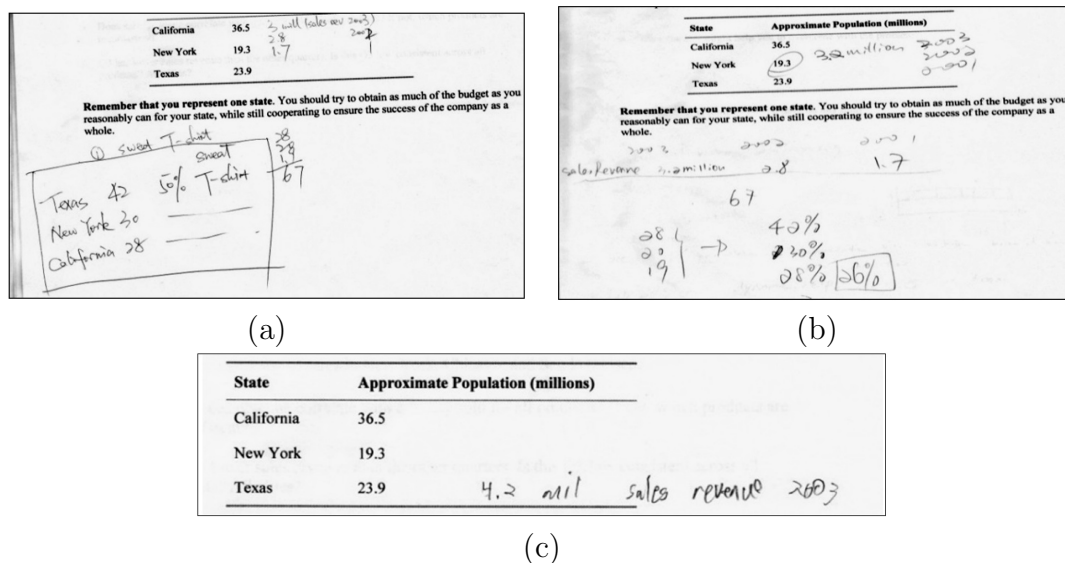 California 36.5 3 mill (sales rev 2003)
2.8 2002
New York 19.3 1.7 1
Texas 23.9
Remember that you represent one state. You should try to obtain as much of the budget as you
reasonably can for your state, while still cooperating to ensure the success of the company as a
whole.
① sweat T-shirt
sweat
Texas 42 50% T-shirt
New York 30
California 28
28
1.9
67
(a)
State Approximate Population (millions)
California 36.5
New York 19.3 3.2 million 2003
2002
2001
Texas 23.9
Remember that you represent one state. You should try to obtain as much of the budget as you
reasonably can for your state, while still cooperating to ensure the success of the company as a
whole.
2003 2002 2001
sales Revenue 3.2 million 2.8 1.7
67
28 42%
20 → 30%
19 28% 26%
(b)
State Approximate Population (millions)
California 36.5
New York 19.3
Texas 23.9 4.2 mil sales revenue 2003
(c)